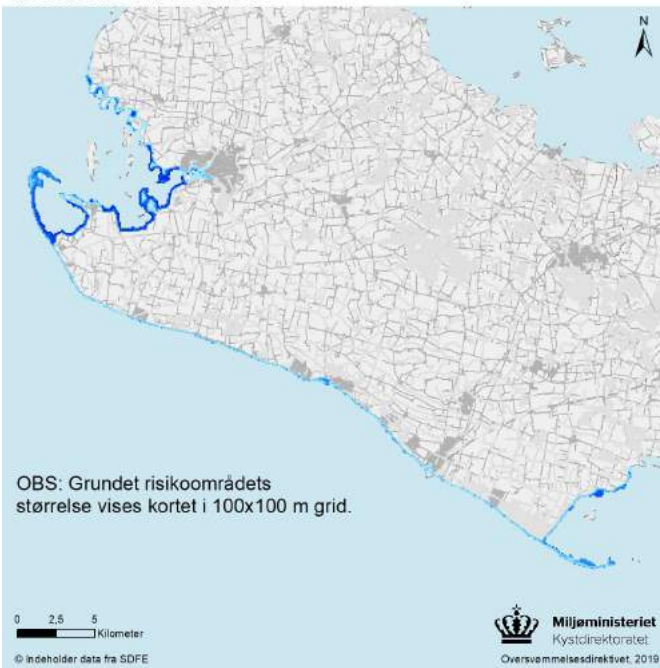 N
OBS: Grundet risikoområdets
størrelse vises kortet i 100x100 m grid.
0 2,5 5
Kilometer
© Indeholder data fra SDFE
Miljøministeriet
Kystdirektoratet
Oversvømmelsesdirektivet, 2019